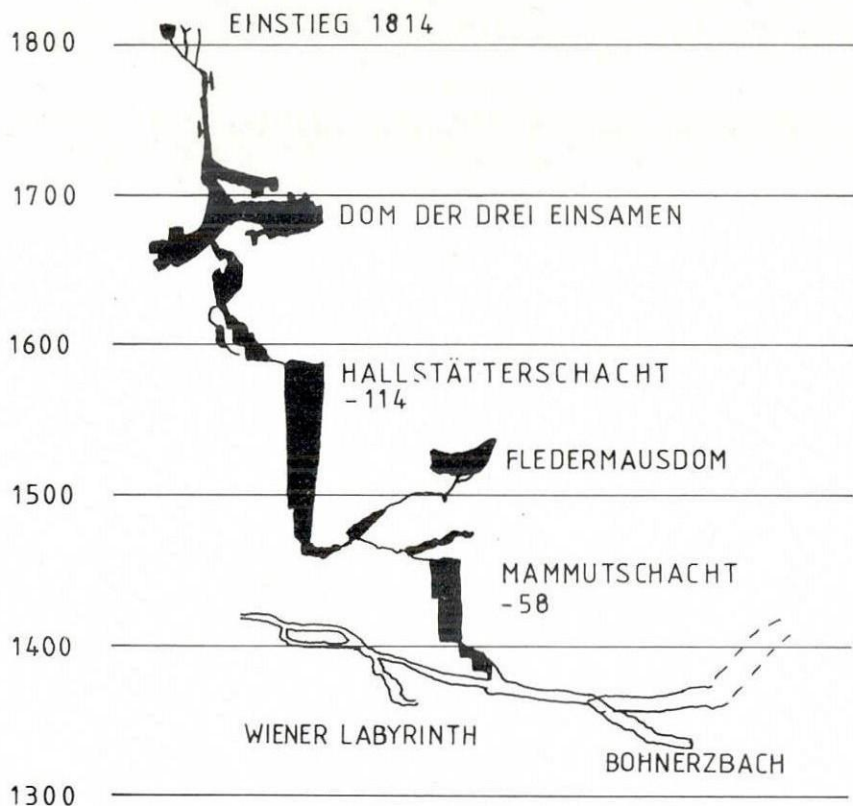 EINSTIEG 1814
1800
1700
DOM DER DREI EINSAMEN
1600
HALLSTÄTTERSCHACHT
-114
FLEDERMAUSDOM
1500
MAMMUTSCHACHT
-58
1400
WIENER LABYRINTH
BOHNERZBACH
1300